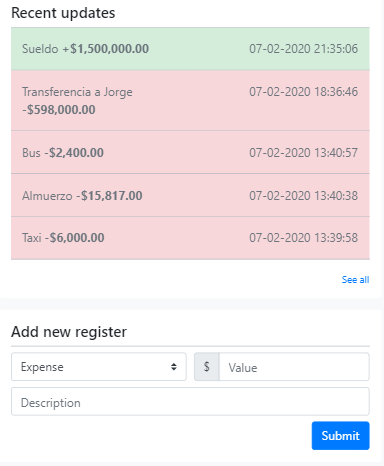 Recent updates
Sueldo +$1,500,000.00 07-02-2020 21:35:06
Transferencia a Jorge 07-02-2020 18:36:46
-$598,000.00
Bus -$2,400.00 07-02-2020 13:40:57
Almuerzo -$15,817.00 07-02-2020 13:40:38
Taxi -$6,000.00 07-02-2020 13:39:58
See all
Add new register
Expense $ Value
Description
Submit